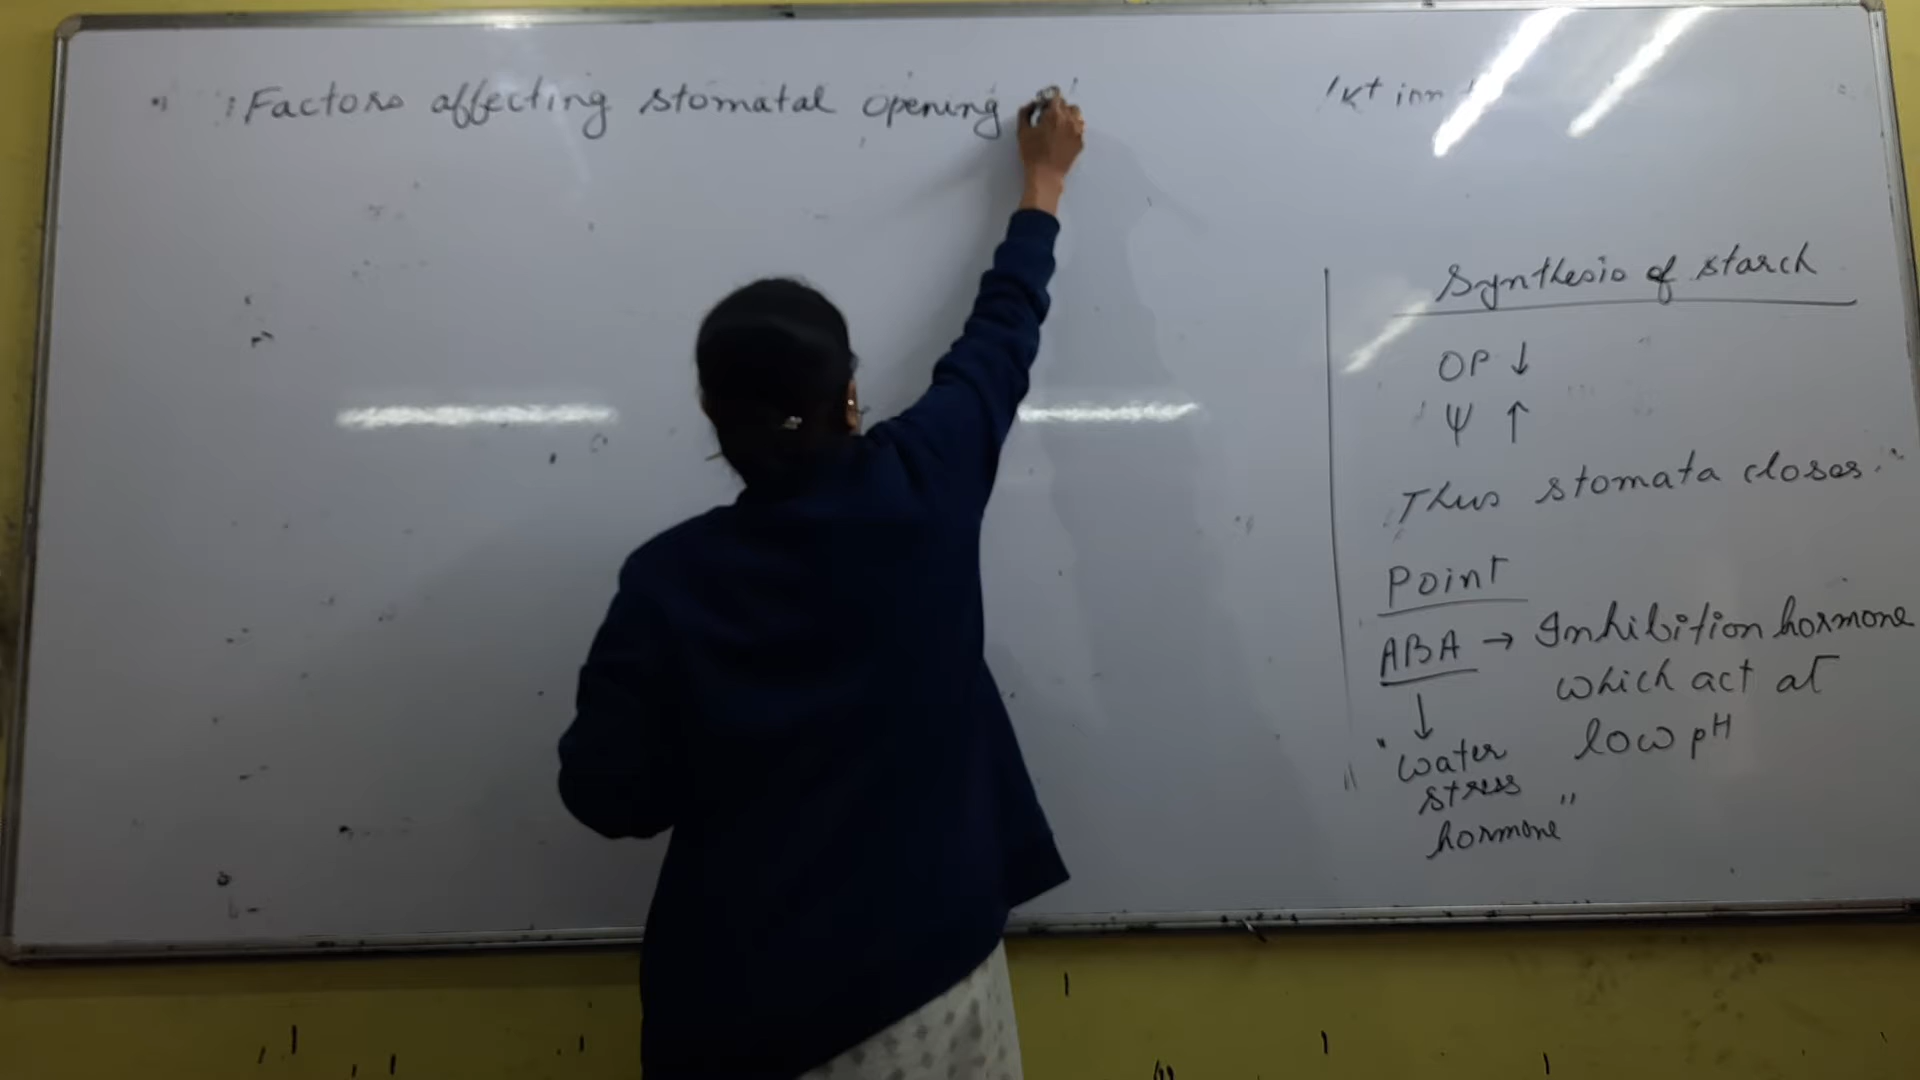 Factors affecting stomatal opening
K+ ion
Synthesis of starch
OP ↓
Ψ ↑
Thus stomata closes.
Point
ABA → Inhibition hormone
which act at
low pH
↓
"Water
stress
hormone"